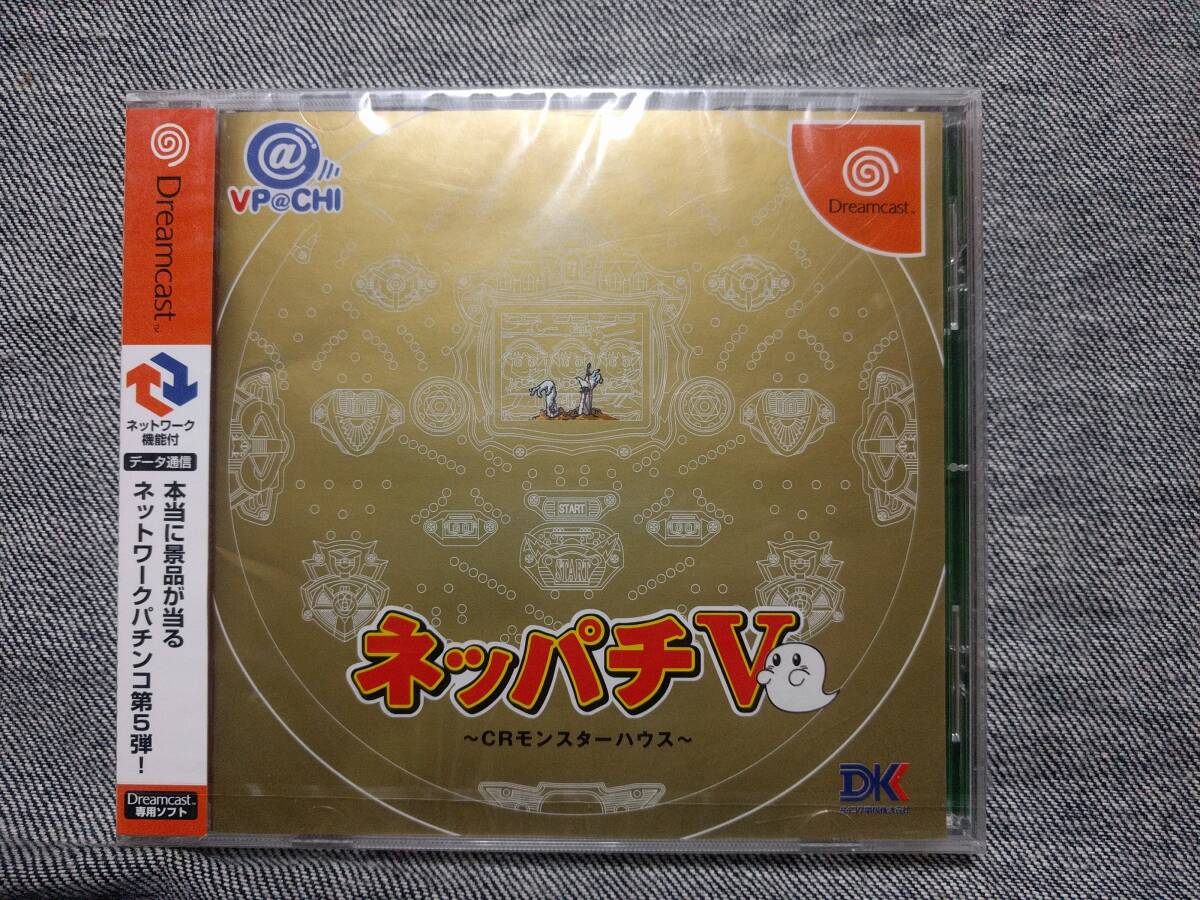 Dreamcast™
ネットワーク
機能付
データ通信
本当に景品が当る
ネットワークパチンコ第5弾！
Dreamcast™
専用ソフト
@
VP@CHI
Dreamcast™
START
START
ネッパチV
～CRモンスターハウス～
DK